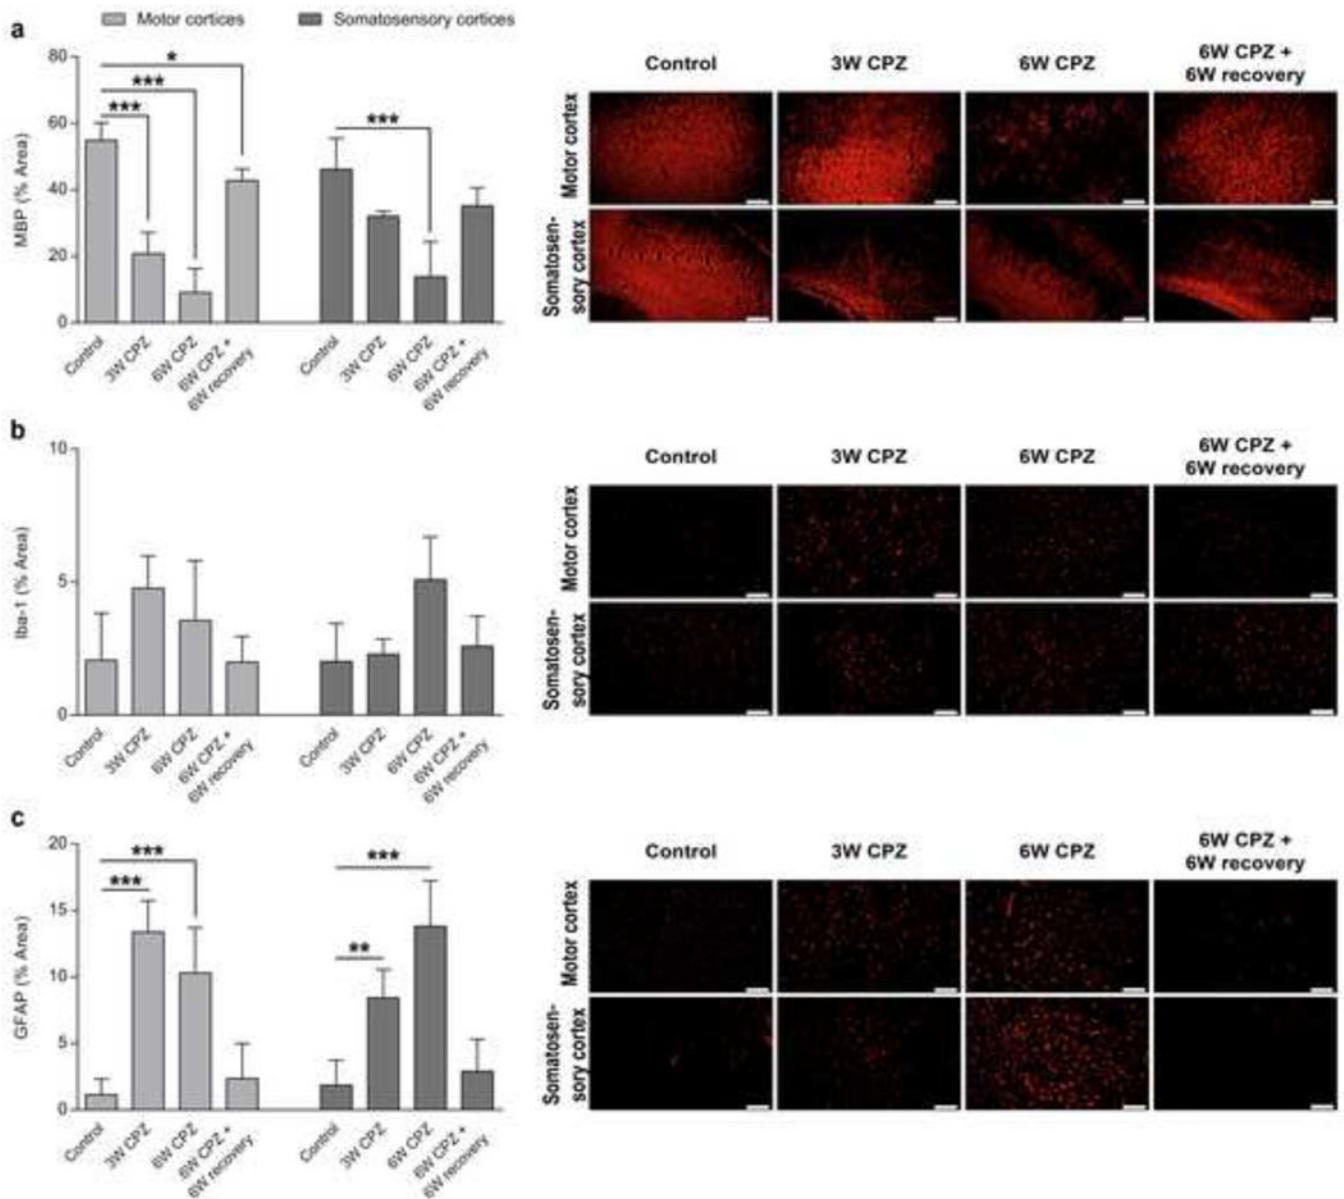 Motor cortices
Somatosensory cortices
a
80
60
40
20
0
MBP (% Area)
*
***
***
***
Control
3W CPZ
6W CPZ
6W CPZ +
6W recovery
Control
3W CPZ
6W CPZ
6W CPZ +
6W recovery
Control
3W CPZ
6W CPZ
6W CPZ +
6W recovery
Motor cortex
Somatosen-
sory cortex
b
10
5
0
Iba-1 (% Area)
Control
3W CPZ
6W CPZ
6W CPZ +
6W recovery
Control
3W CPZ
6W CPZ
6W CPZ +
6W recovery
Control
3W CPZ
6W CPZ
6W CPZ +
6W recovery
Motor cortex
Somatosen-
sory cortex
c
20
15
10
5
0
GFAP (% Area)
***
***
***
**
Control
3W CPZ
6W CPZ
6W CPZ +
6W recovery
Control
3W CPZ
6W CPZ
6W CPZ +
6W recovery
Control
3W CPZ
6W CPZ
6W CPZ +
6W recovery
Motor cortex
Somatosen-
sory cortex